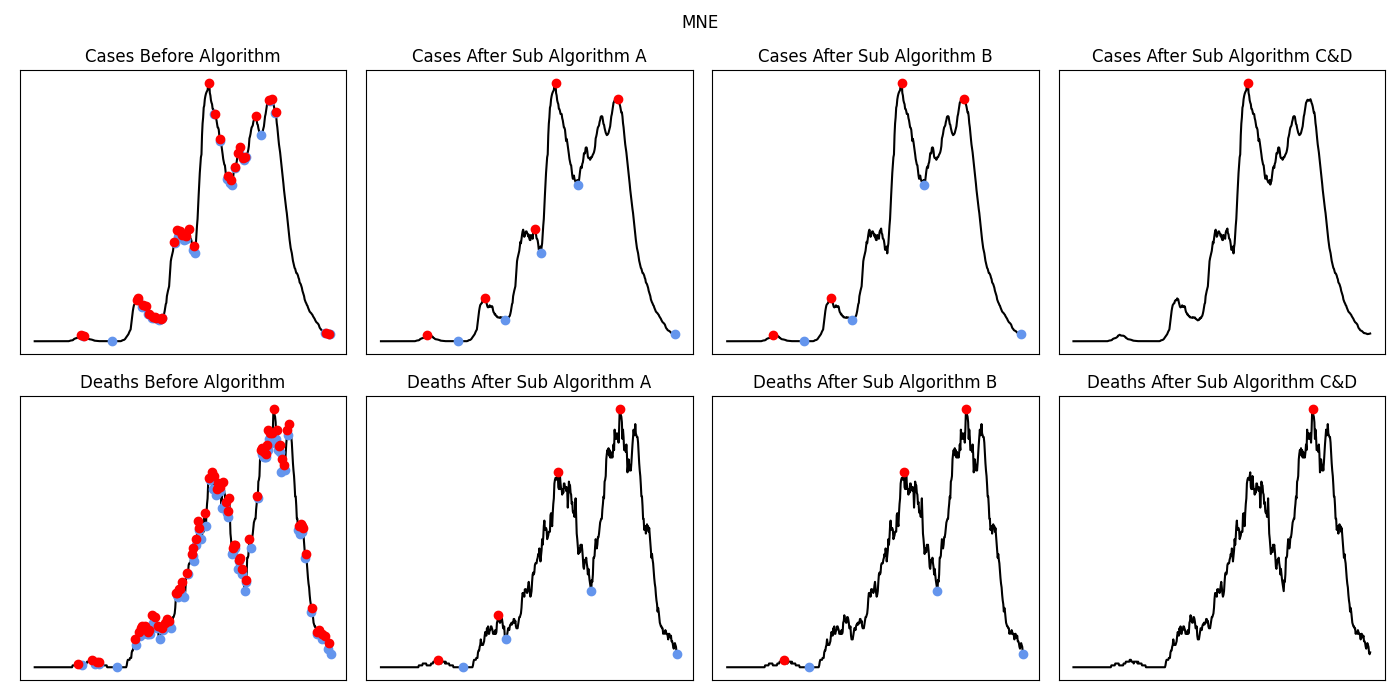 MNE
Cases Before Algorithm
Cases After Sub Algorithm A
Cases After Sub Algorithm B
Cases After Sub Algorithm C&D
Deaths Before Algorithm
Deaths After Sub Algorithm A
Deaths After Sub Algorithm B
Deaths After Sub Algorithm C&D